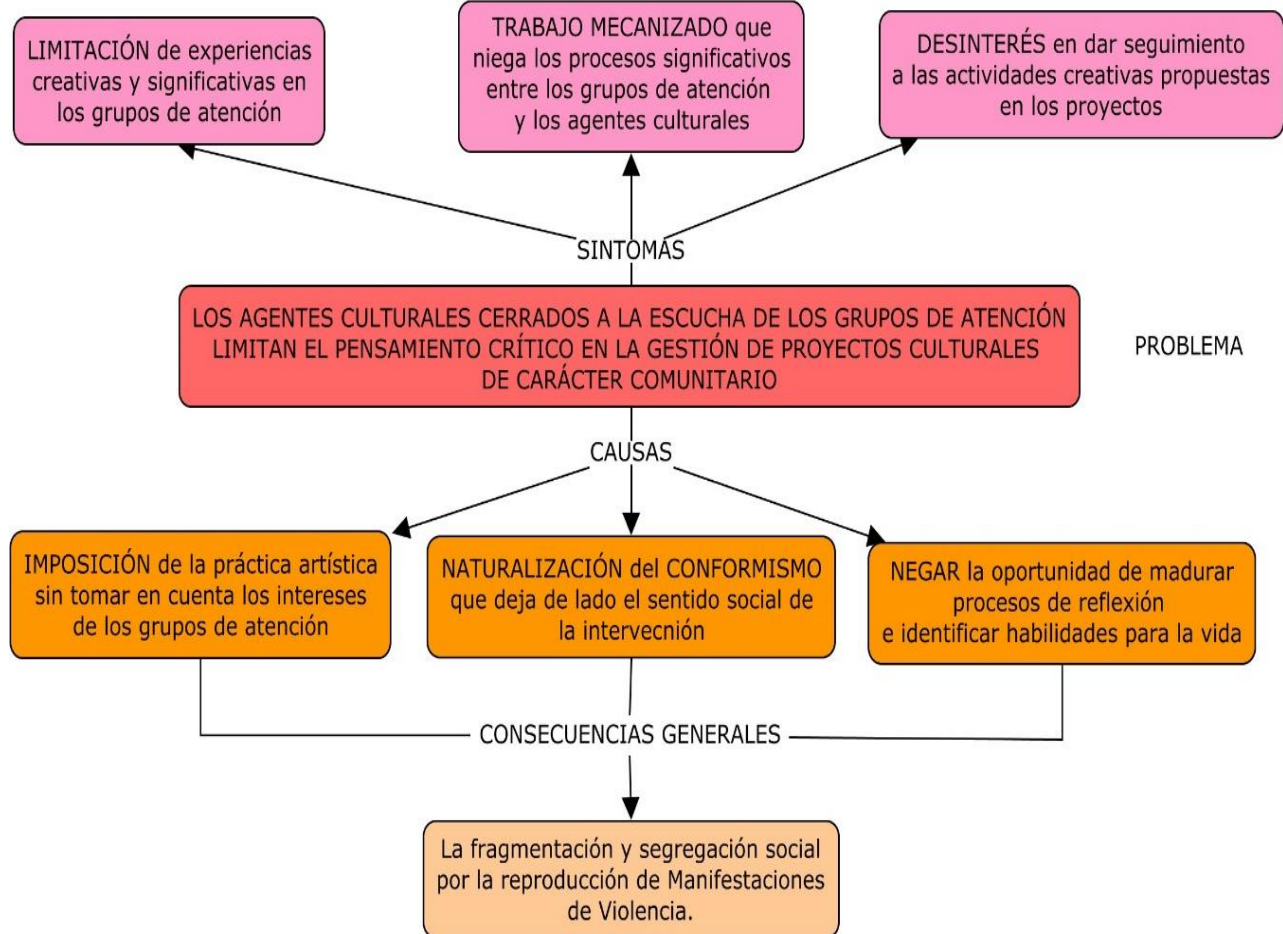 LIMITACIÓN de experiencias
creativas y significativas en
los grupos de atención
TRABAJO MECANIZADO que
niega los procesos significativos
entre los grupos de atención
y los agentes culturales
DESINTERÉS en dar seguimiento
a las actividades creativas propuestas
en los proyectos
SINTOMAS
LOS AGENTES CULTURALES CERRADOS A LA ESCUCHA DE LOS GRUPOS DE ATENCIÓN
LIMITAN EL PENSAMIENTO CRÍTICO EN LA GESTIÓN DE PROYECTOS CULTURALES
DE CARÁCTER COMUNITARIO
PROBLEMA
CAUSAS
IMPOSICIÓN de la práctica artística
sin tomar en cuenta los intereses
de los grupos de atención
NATURALIZACIÓN del CONFORMISMO
que deja de lado el sentido social de
la intervecnión
NEGAR la oportunidad de madurar
procesos de reflexión
e identificar habilidades para la vida
CONSECUENCIAS GENERALES
La fragmentación y segregación social
por la reproducción de Manifestaciones
de Violencia.